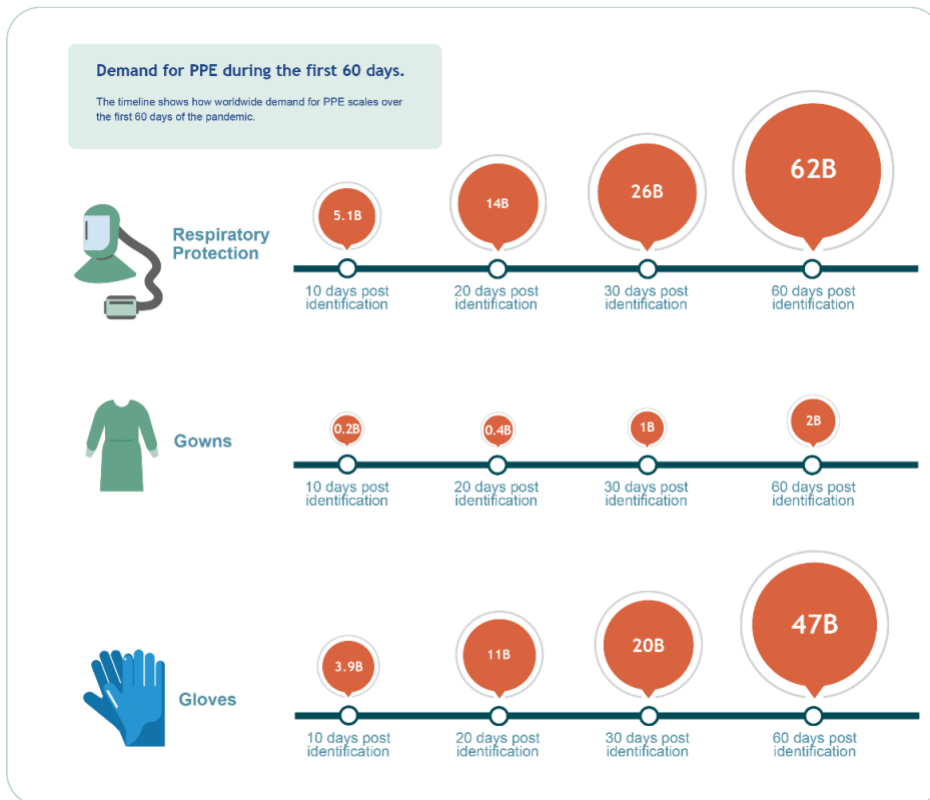 Demand for PPE during the first 60 days.
The timeline shows how worldwide demand for PPE scales over
the first 60 days of the pandemic.
Respiratory
Protection
5.1B
14B
26B
62B
10 days post
identification
20 days post
identification
30 days post
identification
60 days post
identification
Gowns
0.2B
0.4B
1B
2B
10 days post
identification
20 days post
identification
30 days post
identification
60 days post
identification
Gloves
3.9B
11B
20B
47B
10 days post
identification
20 days post
identification
30 days post
identification
60 days post
identification